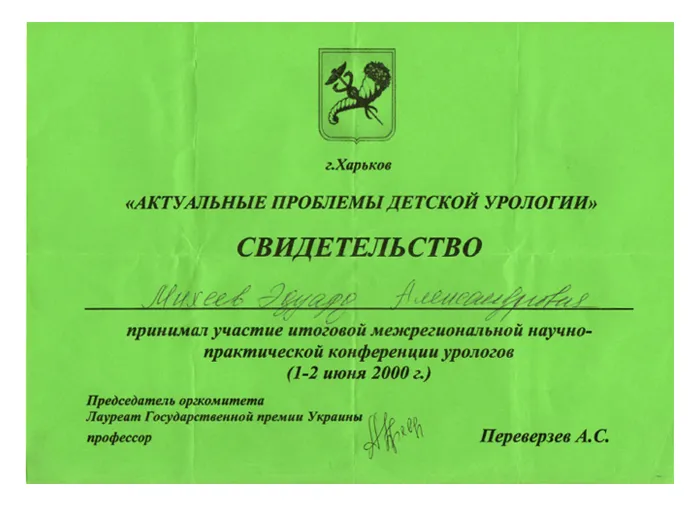 г.Харьков
«АКТУАЛЬНЫЕ ПРОБЛЕМЫ ДЕТСКОЙ УРОЛОГИИ»
СВИДЕТЕЛЬСТВО
Михеев Эдуард Александрович
принимал участие итоговой межрегиональной научно-
практической конференции урологов
(1-2 июня 2000 г.)
Председатель оргкомитета
Лауреат Государственной премии Украины
профессор Переверзев А.С.